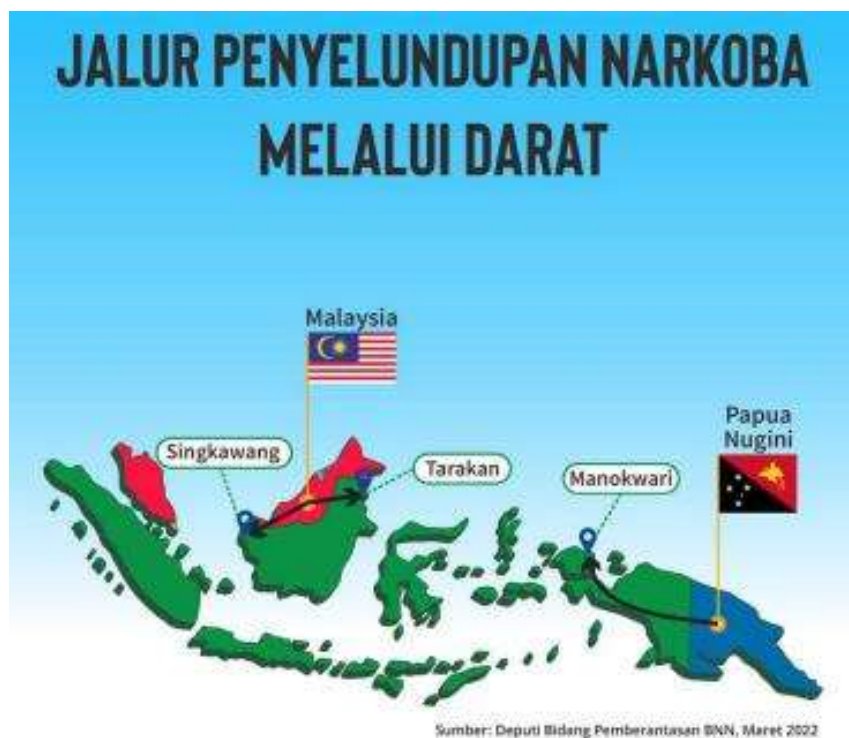 JALUR PENYELUNDUPAN NARKOBA
MELALUI DARAT
Malaysia
Papua
Nugini
Singkawang
Tarakan
Manokwari
Sumber: Deputi Bidang Pemberantasan BNN, Maret 2022